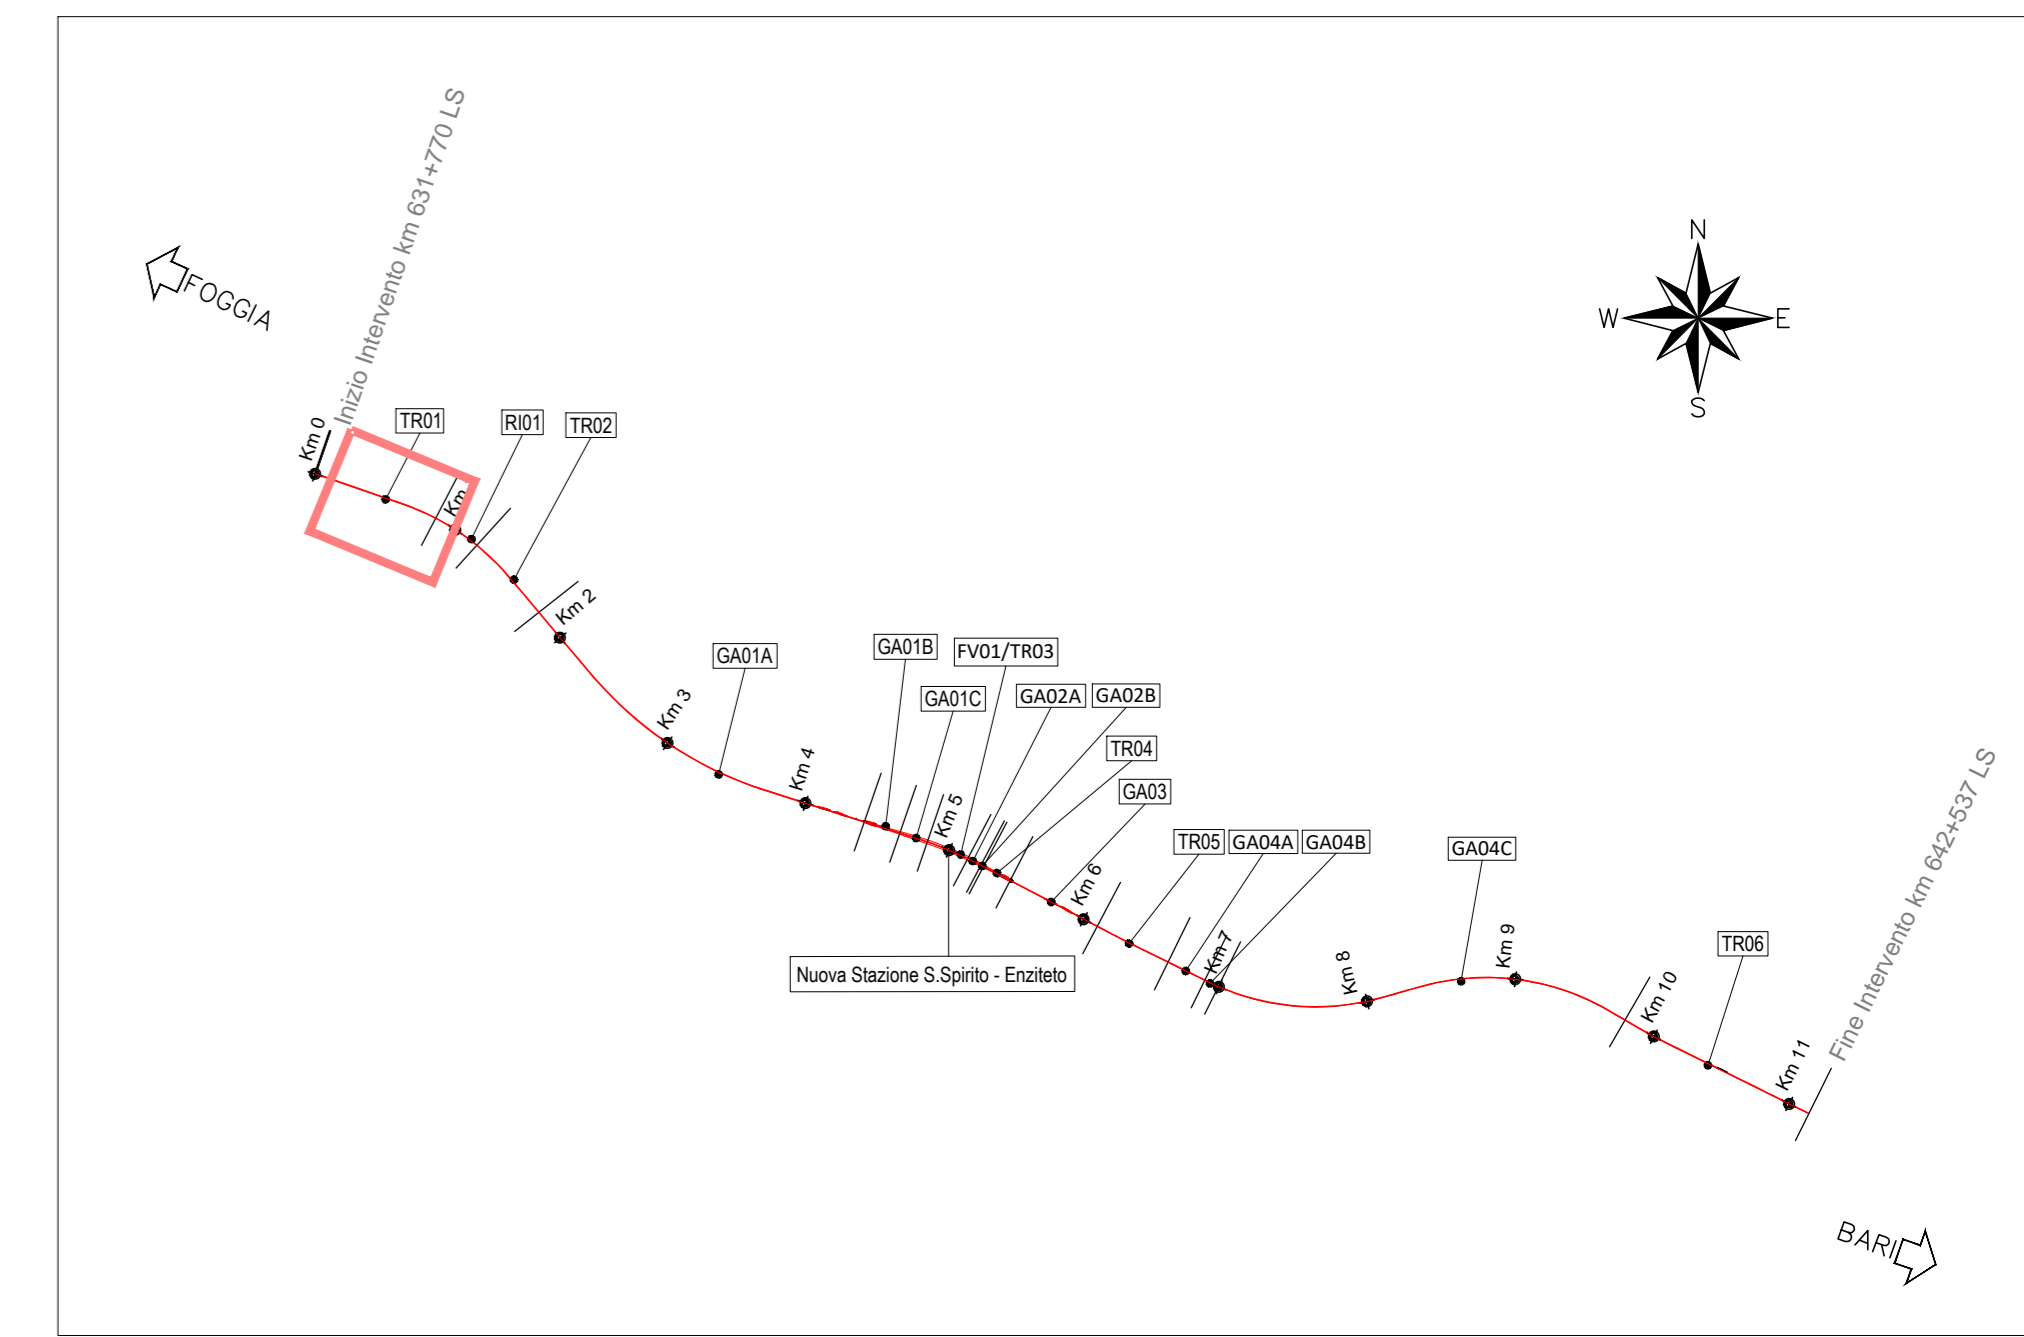 Inizio Intervento km 631+770 LS
N
W
E
S
FOGGIA
Km 0
TR01
RI01
TR02
Km
Km 2
GA01A
GA01B
FV01/TR03
GA01C
GA02A
GA02B
Km 3
TR04
Km 4
GA03
Km 5
TR05
GA04A
GA04B
GA04C
Km 6
Nuova Stazione S.Spirito - Enziteto
Km 7
Km 8
Km 9
TR06
Km 10
Km 11
Fine Intervento km 642+537 LS
BARI